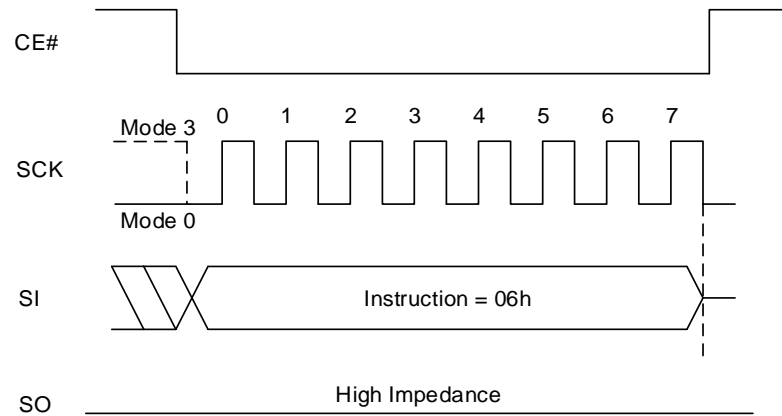 CE#
0 1 2 3 4 5 6 7
Mode 3
SCK
Mode 0
SI
Instruction = 06h
High Impedance
SO